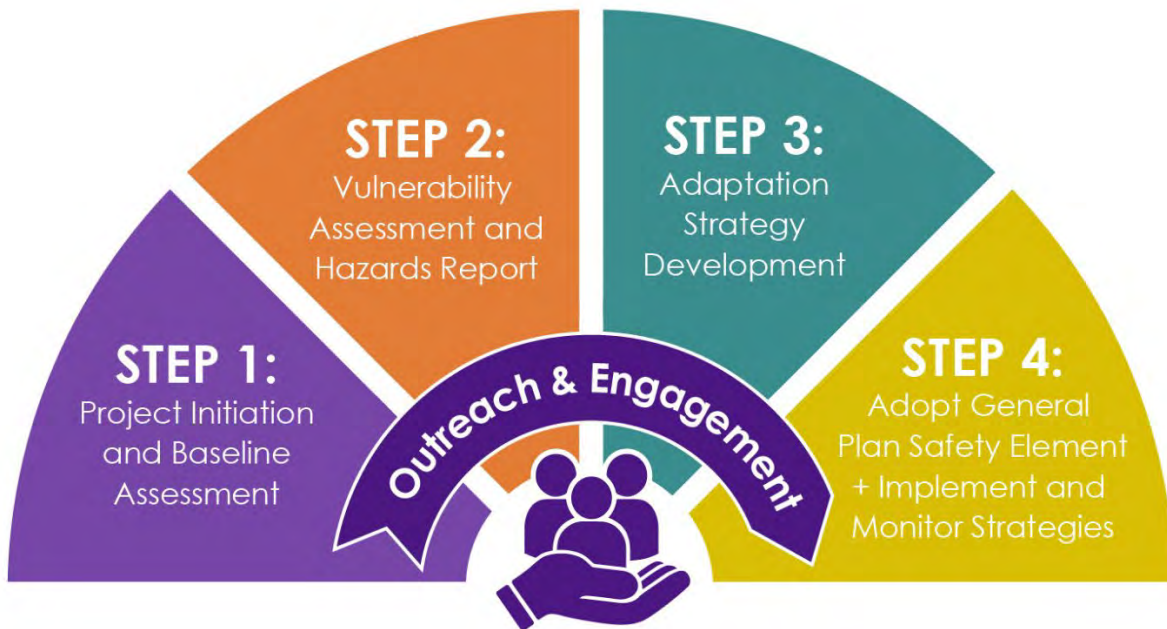 STEP 1:
Project Initiation
and Baseline
Assessment
STEP 2:
Vulnerability
Assessment and
Hazards Report
STEP 3:
Adaptation
Strategy
Development
STEP 4:
Adopt General
Plan Safety Element
+ Implement and
Monitor Strategies
Outreach & Engagement